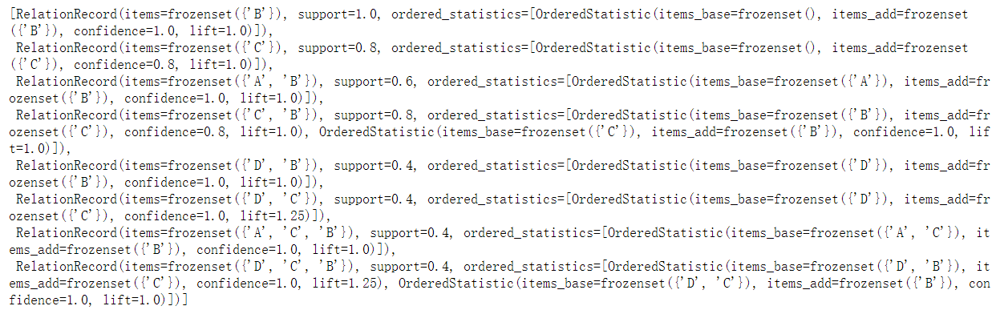 [RelationRecord(items=frozenset({'B'}), support=1.0, ordered_statistics=[OrderedStatistic(items_base=frozenset(), items_add=frozenset
({'B'}), confidence=1.0, lift=1.0)]),
 RelationRecord(items=frozenset({'C'}), support=0.8, ordered_statistics=[OrderedStatistic(items_base=frozenset(), items_add=frozenset
({'C'}), confidence=0.8, lift=1.0)]),
 RelationRecord(items=frozenset({'A', 'B'}), support=0.6, ordered_statistics=[OrderedStatistic(items_base=frozenset({'A'}), items_add=fr
ozenset({'B'}), confidence=1.0, lift=1.0)]),
 RelationRecord(items=frozenset({'C', 'B'}), support=0.8, ordered_statistics=[OrderedStatistic(items_base=frozenset({'B'}), items_add=fr
ozenset({'C'}), confidence=0.8, lift=1.0), OrderedStatistic(items_base=frozenset({'C'}), items_add=frozenset({'B'}), confidence=1.0, lif
t=1.0)]),
 RelationRecord(items=frozenset({'D', 'B'}), support=0.4, ordered_statistics=[OrderedStatistic(items_base=frozenset({'D'}), items_add=fr
ozenset({'B'}), confidence=1.0, lift=1.0)]),
 RelationRecord(items=frozenset({'D', 'C'}), support=0.4, ordered_statistics=[OrderedStatistic(items_base=frozenset({'D'}), items_add=fr
ozenset({'C'}), confidence=1.0, lift=1.25)]),
 RelationRecord(items=frozenset({'A', 'C', 'B'}), support=0.4, ordered_statistics=[OrderedStatistic(items_base=frozenset({'A', 'C'}), it
ems_add=frozenset({'B'}), confidence=1.0, lift=1.0)]),
 RelationRecord(items=frozenset({'D', 'C', 'B'}), support=0.4, ordered_statistics=[OrderedStatistic(items_base=frozenset({'D', 'B'}), it
ems_add=frozenset({'C'}), confidence=1.0, lift=1.25), OrderedStatistic(items_base=frozenset({'D', 'C'}), items_add=frozenset({'B'}), con
fidence=1.0, lift=1.0)])]